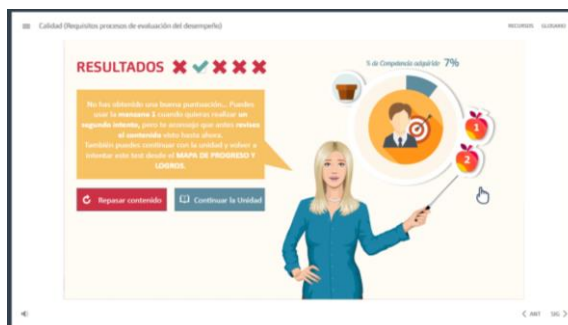 Calidad (Requisitos procesos de evaluación del desempeño)
RECURSOS GLOSARIO
RESULTADOS
% de Competencia adquirida 7%
No has obtenido una buena puntuación... Puedes
usar la manzana 1 cuando quieras realizar un
segundo intento, pero te aconsejo que antes revises
el contenido visto hasta ahora.
También puedes continuar con la unidad y volver a
intentar este test desde el MAPA DE PROGRESO Y
LOGROS.
1
2
Repasar contenido
Continuar la Unidad
ANT SIG